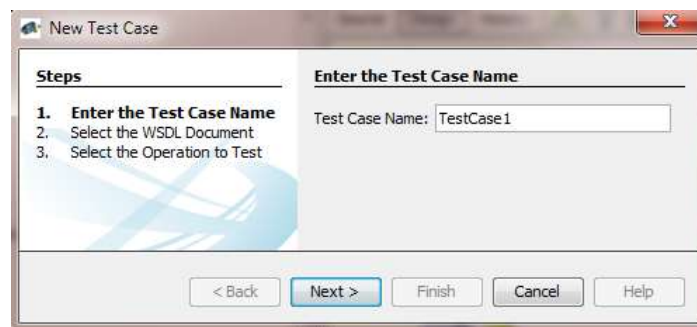 New Test Case
Steps
1. Enter the Test Case Name
2. Select the WSDL Document
3. Select the Operation to Test
Enter the Test Case Name
Test Case Name: TestCase1
< Back Next > Finish Cancel Help